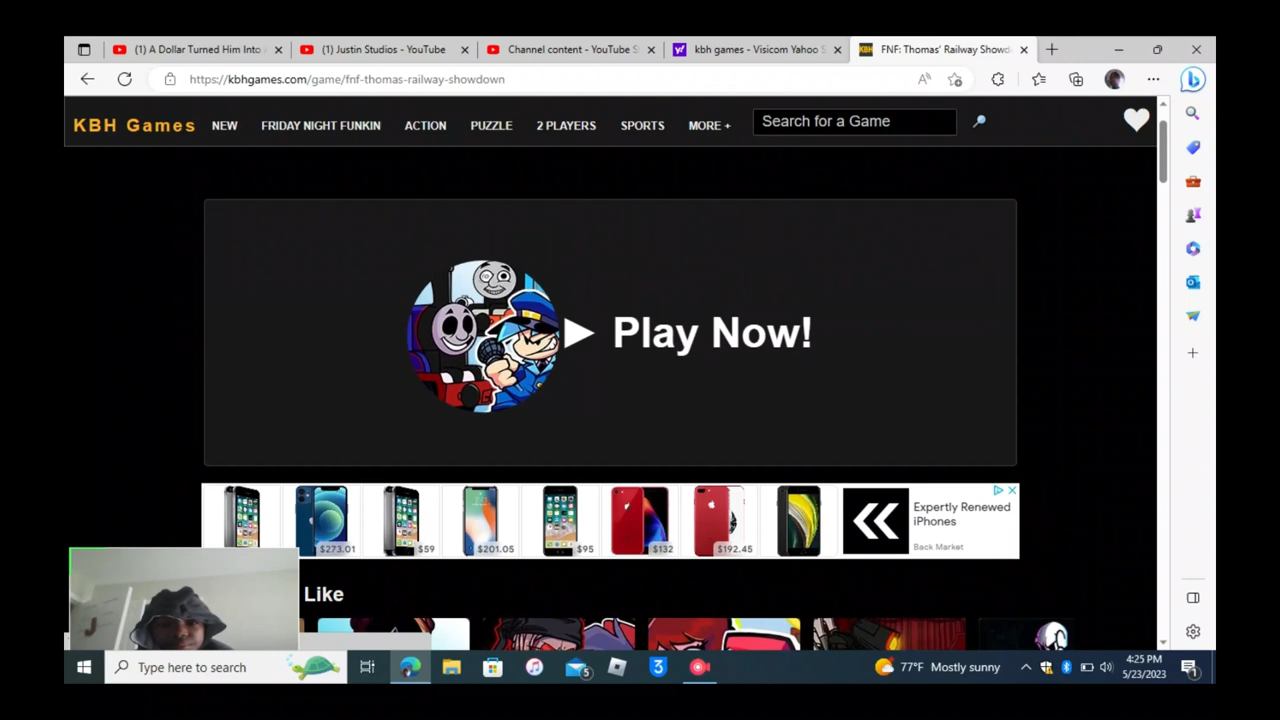 (1) A Dollar Turned Him Into
(1) Justin Studios - YouTube
Channel content - YouTube S
kbh games - Visicom Yahoo S
FNF: Thomas' Railway Showd
https://kbhgames.com/game/fnf-thomas-railway-showdown
KBH Games
NEW
FRIDAY NIGHT FUNKIN
ACTION
PUZZLE
2 PLAYERS
SPORTS
MORE +
Search for a Game
Play Now!
$273.01
$59
$201.05
$95
$132
$192.45
Expertly Renewed
iPhones
Back Market
Like
Type here to search
5
3
77°F Mostly sunny
4:25 PM
5/23/2023
1